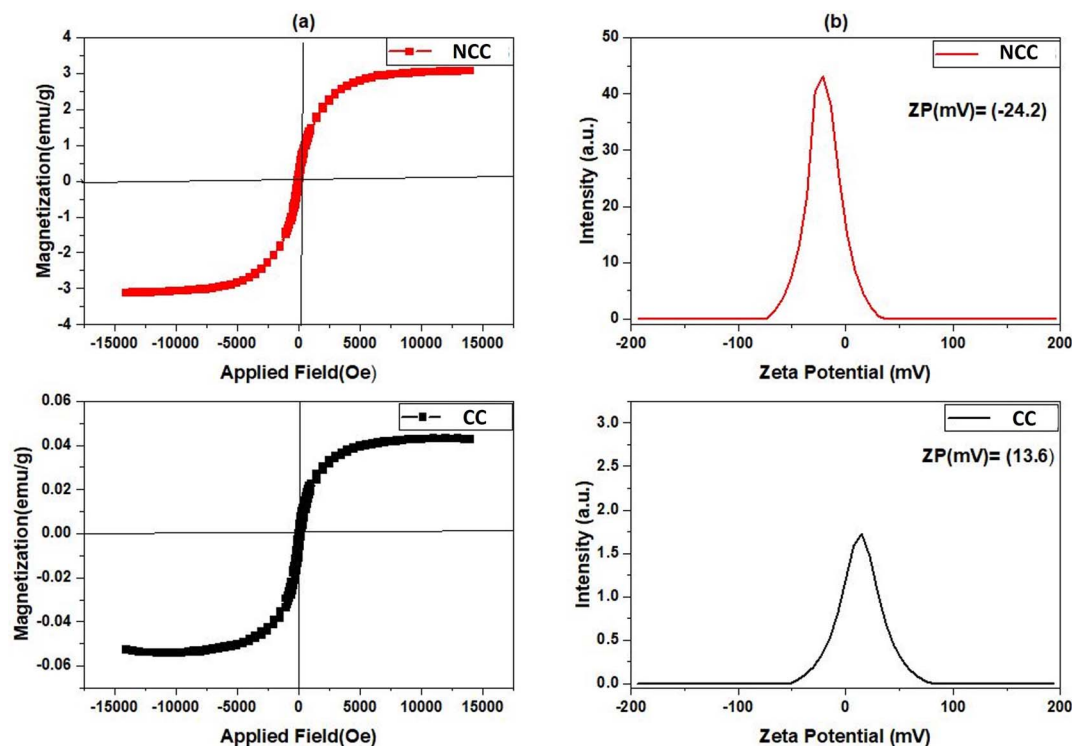 (a)
4
3
2
1
0
-1
-2
-3
-4
Magnetization(emu/g)
NCC
-15000 -10000 -5000 0 5000 10000 15000
Applied Field(Oe)
(b)
50
40
30
20
10
0
Intensity (a.u.)
NCC
ZP(mV)= (-24.2)
-200 -100 0 100 200
Zeta Potential (mV)
0.06
0.04
0.02
0.00
-0.02
-0.04
-0.06
Magnetization(emu/g)
CC
-15000 -10000 -5000 0 5000 10000 15000
Applied Field(Oe)
3.0
2.5
2.0
1.5
1.0
0.5
0.0
Intensity (a.u.)
CC
ZP(mV)= (13.6)
-200 -100 0 100 200
Zeta Potential (mV)